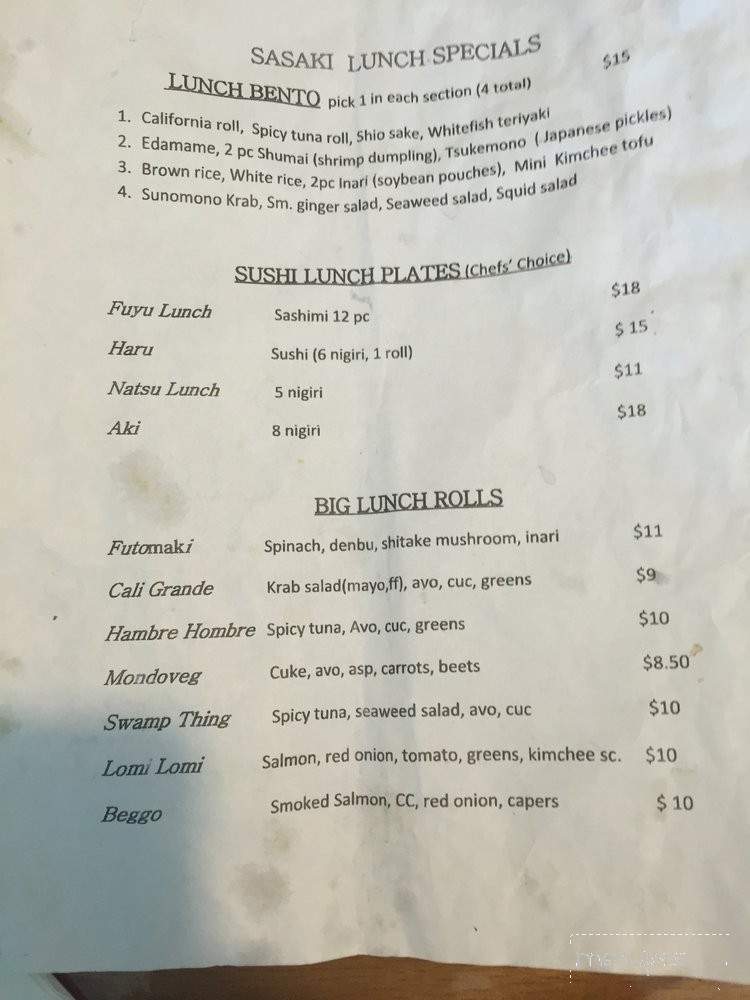 SASAKI LUNCH SPECIALS
LUNCH BENTO pick 1 in each section (4 total) $15
1. California roll, Spicy tuna roll, Shio sake, Whitefish teriyaki
2. Edamame, 2 pc Shumai (shrimp dumpling), Tsukemono ( Japanese pickles)
3. Brown rice, White rice, 2pc Inari (soybean pouches), Mini Kimchee tofu
4. Sunomono Krab, Sm. ginger salad, Seaweed salad, Squid salad
SUSHI LUNCH PLATES (Chefs' Choice)
Fuyu Lunch Sashimi 12 pc $18
Haru Sushi (6 nigiri, 1 roll) $ 15
Natsu Lunch 5 nigiri $11
Aki 8 nigiri $18
BIG LUNCH ROLLS
Futomaki Spinach, denbu, shitake mushroom, inari $11
Cali Grande Krab salad(mayo,ff), avo, cuc, greens $9
Hambre Hombre Spicy tuna, Avo, cuc, greens $10
Mondoveg Cuke, avo, asp, carrots, beets $8.50
Swamp Thing Spicy tuna, seaweed salad, avo, cuc $10
Lomi Lomi Salmon, red onion, tomato, greens, kimchee sc. $10
Beggo Smoked Salmon, CC, red onion, capers $ 10